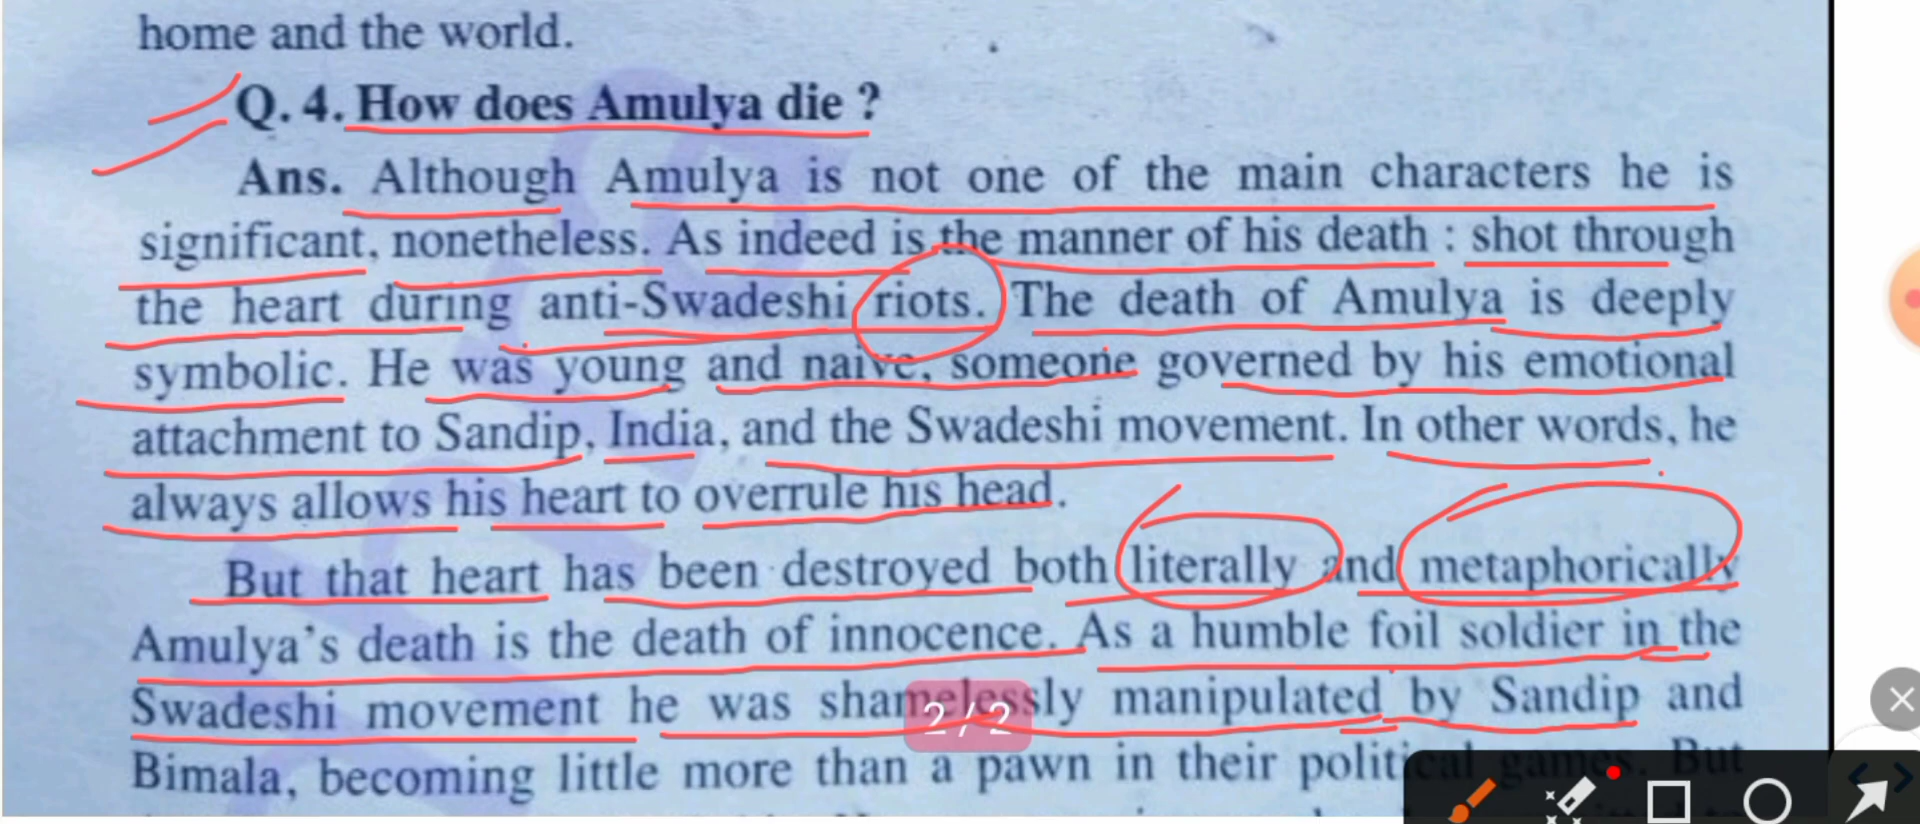 home and the world.
Q. 4. How does Amulya die ?
Ans. Although Amulya is not one of the main characters he is
significant, nonetheless. As indeed is the manner of his death : shot through
the heart during anti-Swadeshi riots. The death of Amulya is deeply
symbolic. He was young and naive, someone governed by his emotional
attachment to Sandip, India, and the Swadeshi movement. In other words, he
always allows his heart to overrule his head.
But that heart has been destroyed both literally and metaphorically
Amulya's death is the death of innocence. As a humble foil soldier in the
Swadeshi movement he was shamelessly manipulated by Sandip and
2 / 2
Bimala, becoming little more than a pawn in their political games. But